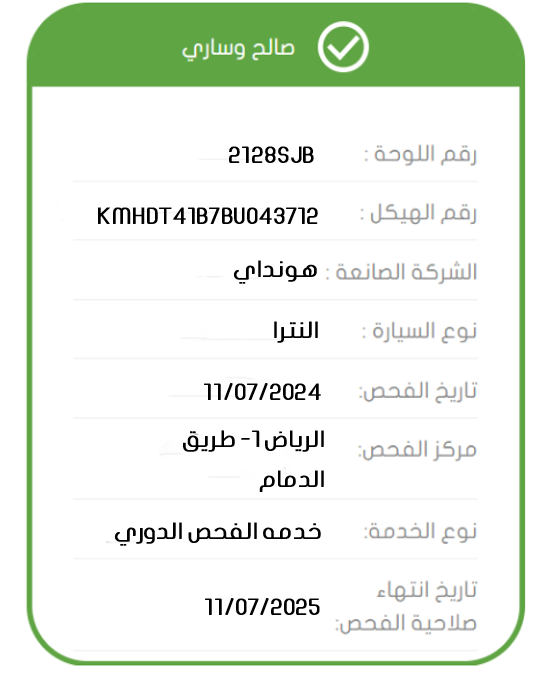 صالح وساري
رقم اللوحة : 2128SJB
رقم الهيكل : KMHDT41B7BU043712
الشركة الصانعة : هونداي
نوع السيارة : النترا
تاريخ الفحص: 11/07/2024
مركز الفحص: الرياض 1- طريق
الدمام
نوع الخدمة: خدمه الفحص الدوري
تاريخ انتهاء
صلاحية الفحص: 11/07/2025